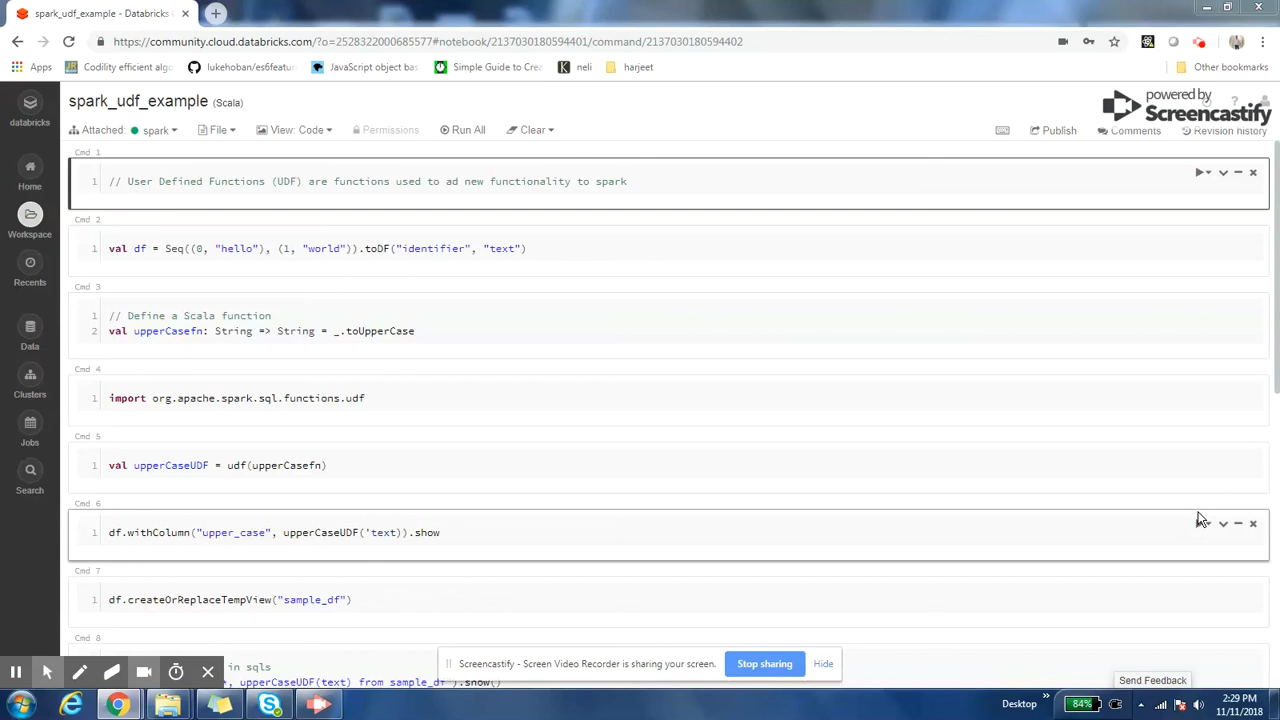 spark_udf_example - Databricks
https://community.cloud.databricks.com/?o=2528322000685577#notebook/2137030180594401/command/2137030180594402
Apps
Codility efficient algo
lukehoban/es6featur
JavaScript object bas
Simple Guide to Crea
neli
harjeet
Other bookmarks
databricks
Home
Workspace
Recents
Data
Clusters
Jobs
Search
spark_udf_example (Scala)
powered by
Screencastify
Attached: spark File View: Code Permissions Run All Clear
Publish Comments Revision history
Cmd 1
1 // User Defined Functions (UDF) are functions used to ad new functionality to spark
Cmd 2
1 val df = Seq((0, "hello"), (1, "world")).toDF("identifier", "text")
Cmd 3
1 // Define a Scala function
2 val upperCasefn: String => String = _.toUpperCase
Cmd 4
1 import org.apache.spark.sql.functions.udf
Cmd 5
1 val upperCaseUDF = udf(upperCasefn)
Cmd 6
1 df.withColumn("upper_case", upperCaseUDF('text)).show
Cmd 7
1 df.createOrReplaceTempView("sample_df")
Cmd 8
in sqls
, upperCaseUDF(text) from sample_df").show()
Screencastify - Screen Video Recorder is sharing your screen.
Stop sharing
Hide
Send Feedback
Desktop
84%
2:29 PM
11/11/2018